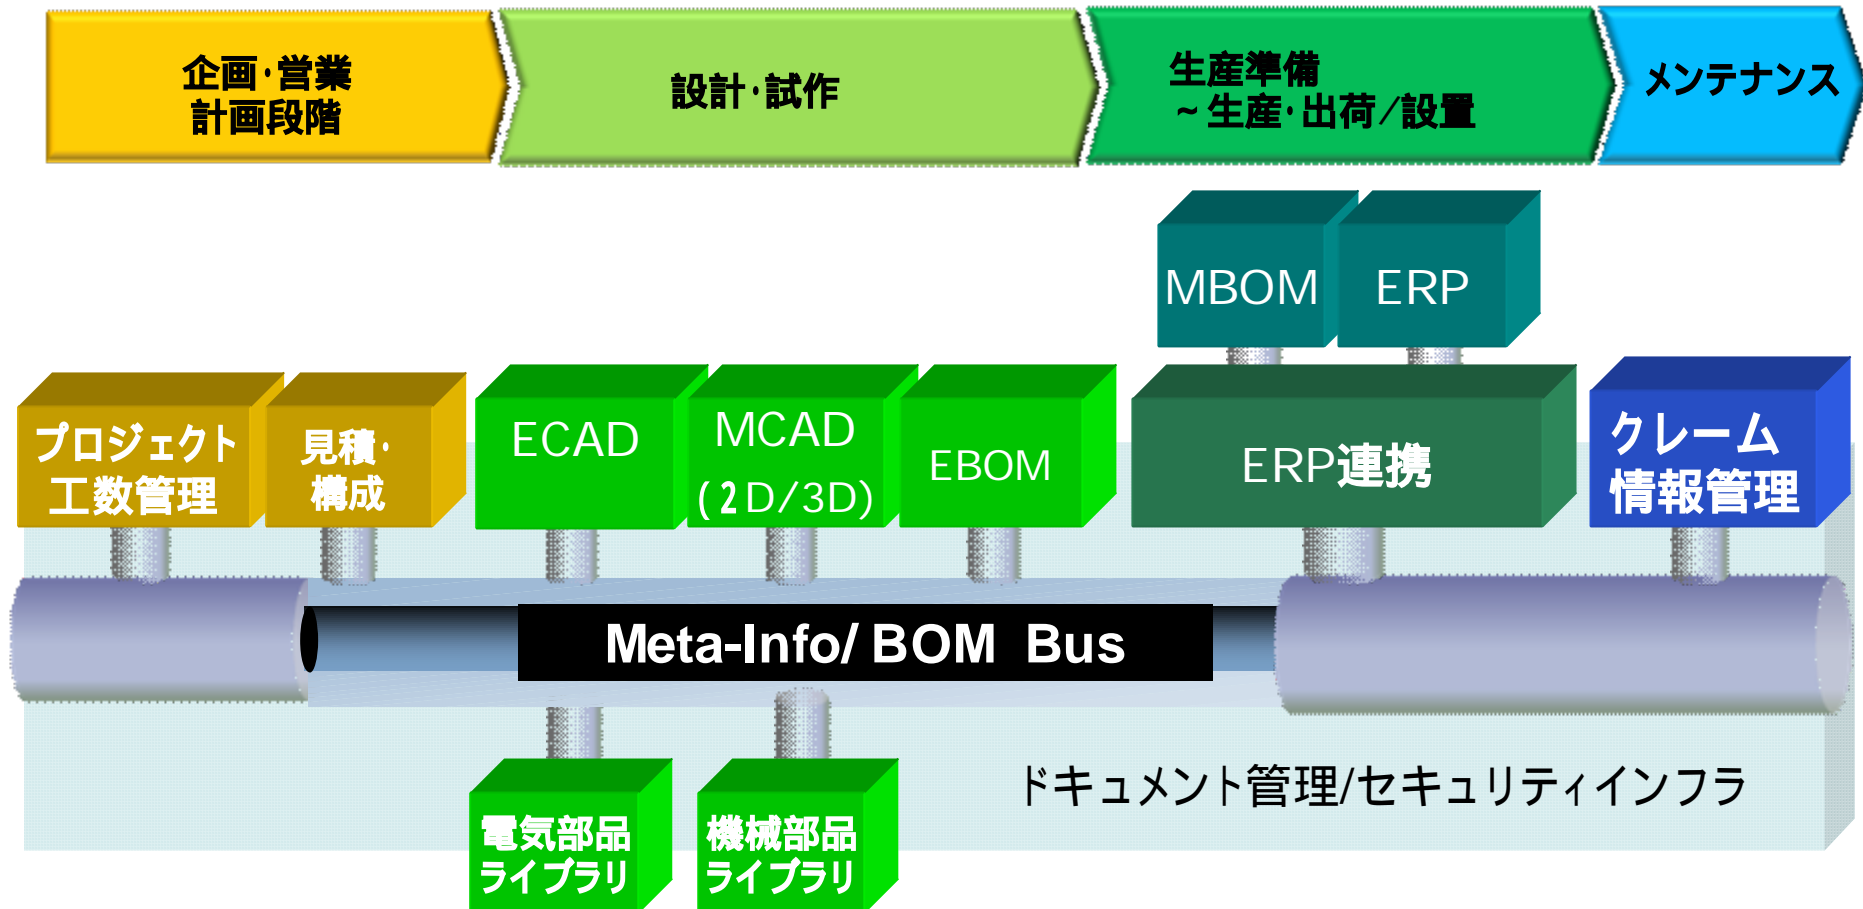 企画・営業
計画段階
設計・試作
生産準備
~生産・出荷/設置
メンテナンス
MBOM
ERP
プロジェクト
工数管理
見積・
構成
ECAD
MCAD
(2D/3D)
EBOM
ERP連携
クレーム
情報管理
Meta-Info/ BOM Bus
ドキュメント管理/セキュリティインフラ
電気部品
ライブラリ
機械部品
ライブラリ